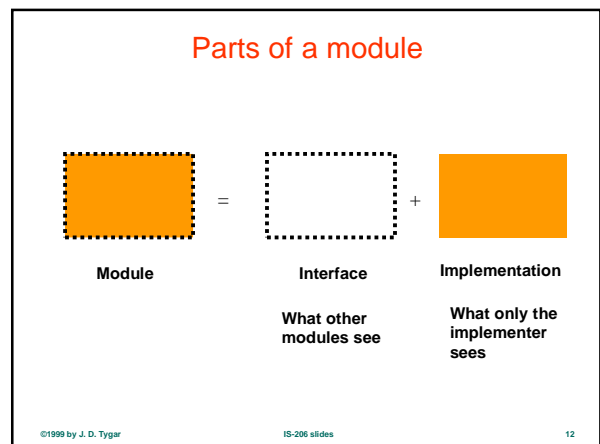 Parts of a module
= +
Module Interface Implementation
What other What only the
modules see implementer
sees
©1999 by J. D. Tygar IS-206 slides 12